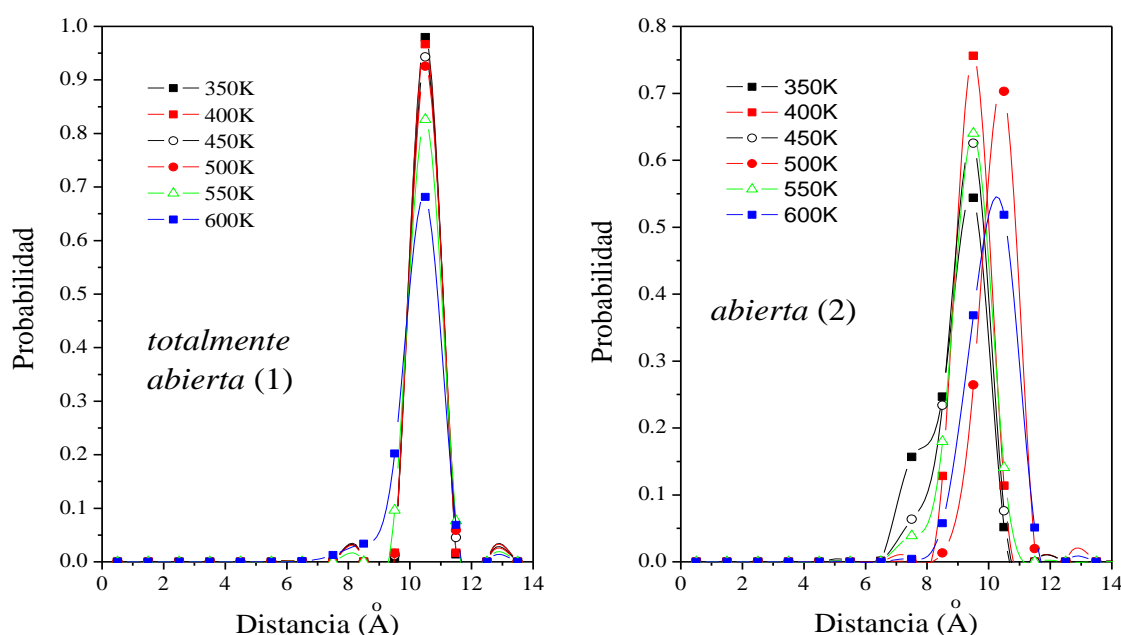 1.0
0.9
0.8
0.7
0.6
0.5
0.4
0.3
0.2
0.1
0.0
Probabilidad
350K
400K
450K
500K
550K
600K
totalmente
abierta (1)
0 2 4 6 8 10 12 14
Distancia (Å)
0.8
0.7
0.6
0.5
0.4
0.3
0.2
0.1
0.0
Probabilidad
350K
400K
450K
500K
550K
600K
abierta (2)
0 2 4 6 8 10 12 14
Distancia (Å)